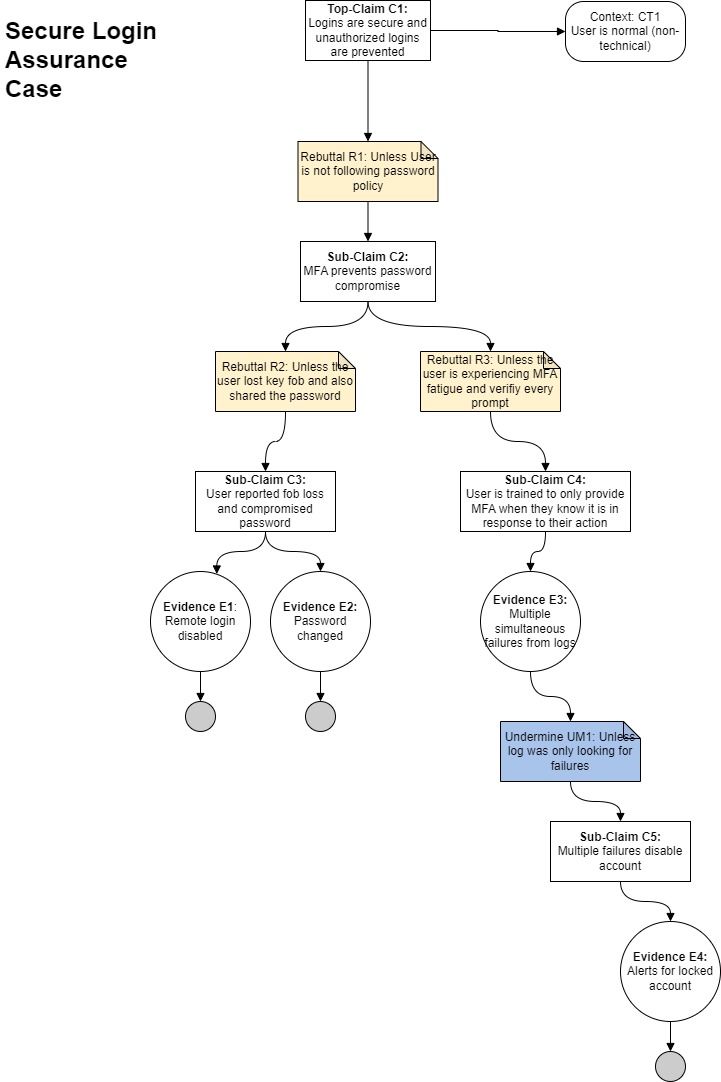 Secure Login
Assurance
Case
Top-Claim C1:
Logins are secure and
unauthorized logins
are prevented
Context: CT1
User is normal (non-
technical)
Rebuttal R1: Unless User
is not following password
policy
Sub-Claim C2:
MFA prevents password
compromise
Rebuttal R2: Unless the
user lost key fob and also
shared the password
Rebuttal R3: Unless the
user is experiencing MFA
fatigue and verifiy every
prompt
Sub-Claim C3:
User reported fob loss
and compromised
password
Sub-Claim C4:
User is trained to only provide
MFA when they know it is in
response to their action
Evidence E1:
Remote login
disabled
Evidence E2:
Password
changed
Evidence E3:
Multiple
simultaneous
failures from logs
Undermine UM1: Unless
log was only looking for
failures
Sub-Claim C5:
Multiple failures disable
account
Evidence E4:
Alerts for locked
account